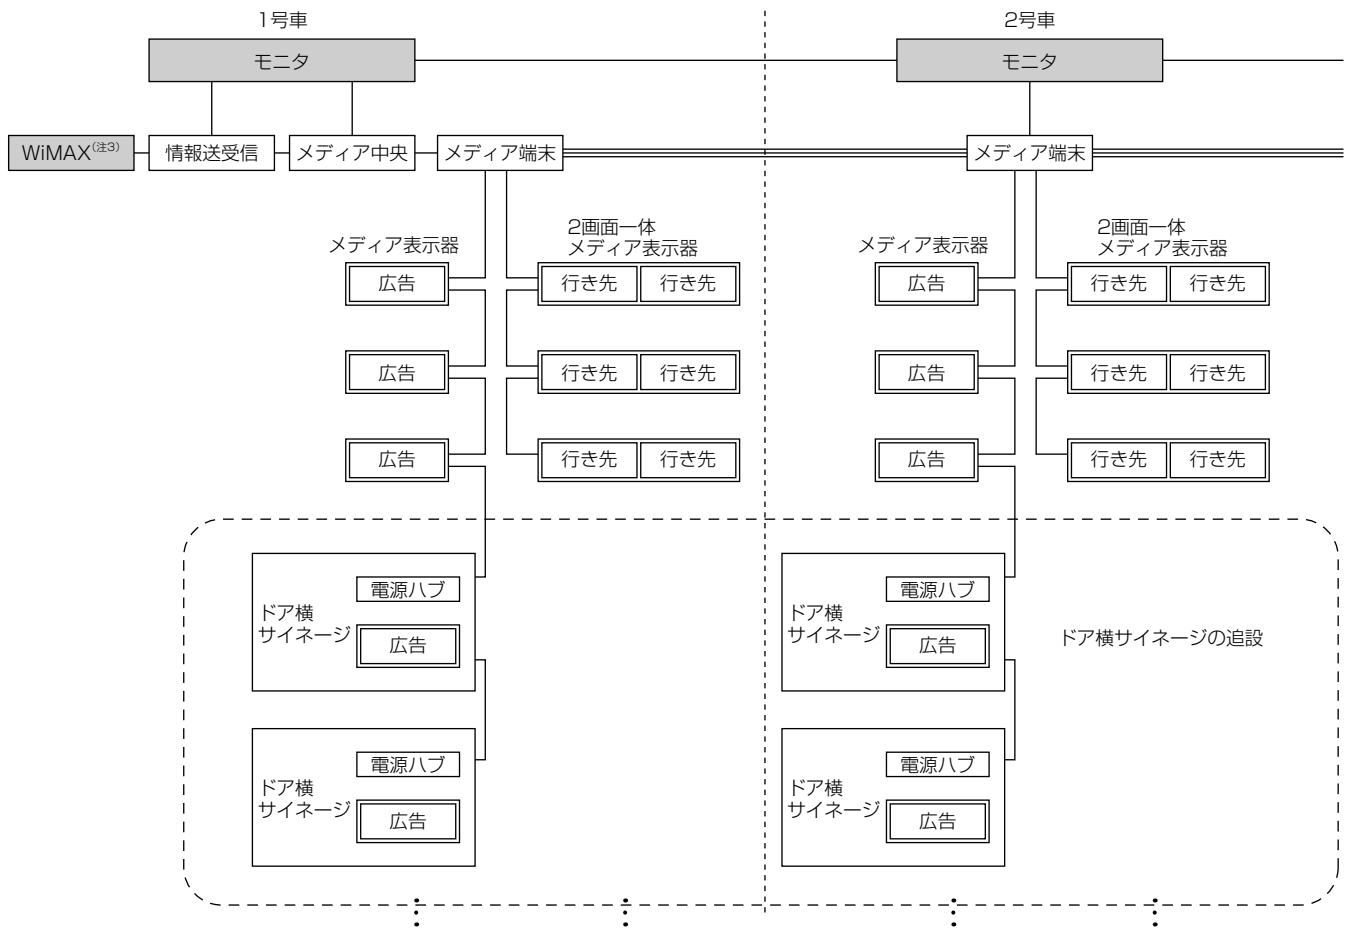 1号車
2号車
モニタ
モニタ
WiMAX(注3)
情報送受信
メディア中央
メディア端末
メディア端末
メディア表示器
2画面一体
メディア表示器
メディア表示器
2画面一体
メディア表示器
広告
行き先
行き先
広告
行き先
行き先
広告
行き先
行き先
広告
行き先
行き先
広告
行き先
行き先
広告
行き先
行き先
電源ハブ
ドア横
サイネージ
広告
電源ハブ
ドア横
サイネージ
広告
ドア横サイネージの追設
電源ハブ
ドア横
サイネージ
広告
電源ハブ
ドア横
サイネージ
広告